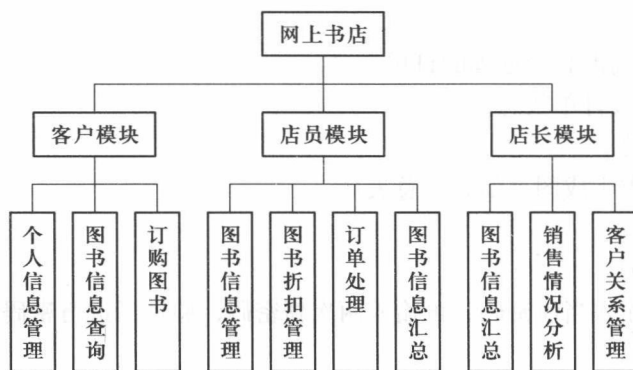 网上书店
客户模块
店员模块
店长模块
个人信息管理
图书信息查询
订购图书
图书信息管理
图书折扣管理
订单处理
图书信息汇总
图书信息汇总
销售情况分析
客户关系管理